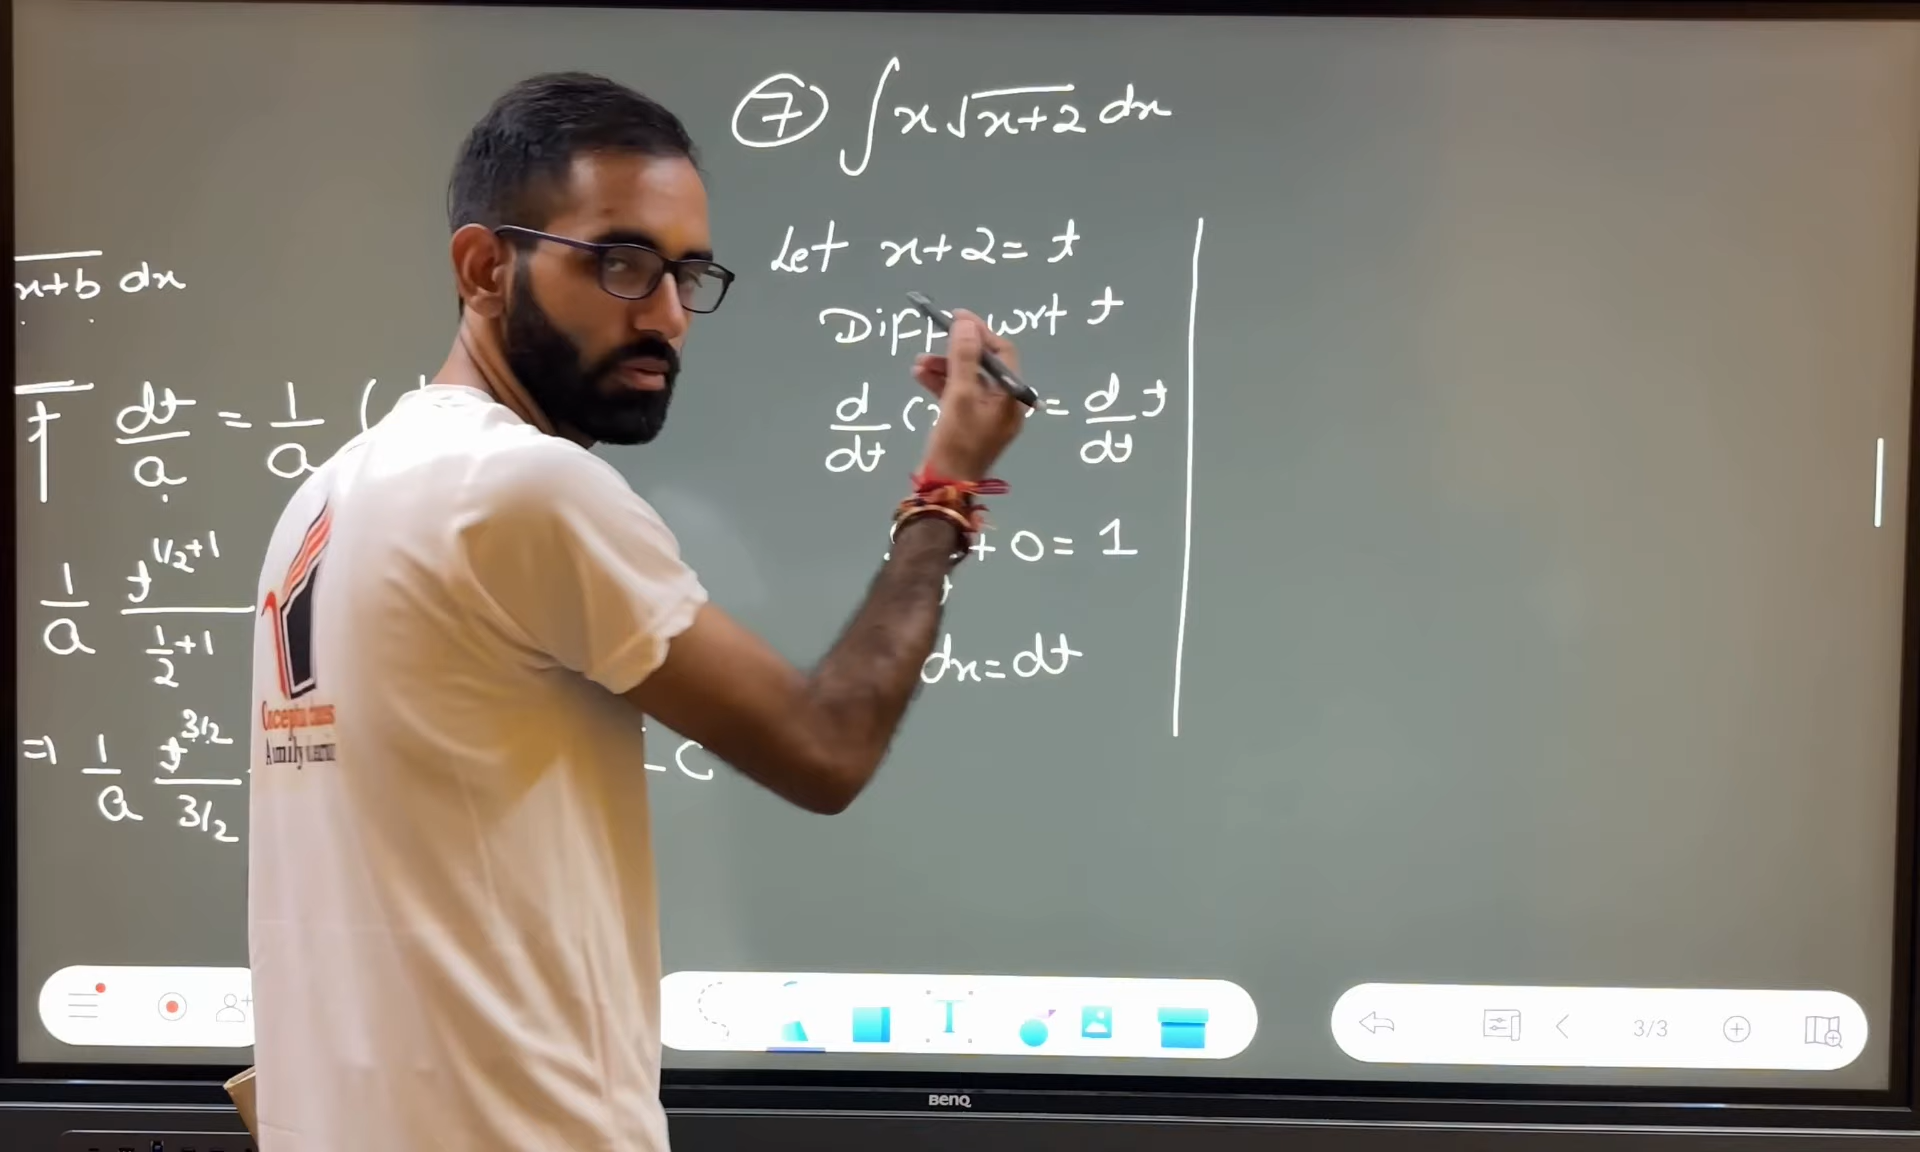 √x+b dx
t dt/a = 1/a (
1/a t^1/2+1 / 1/2+1
⇒ 1/a t^3/2 / 3/2
C
⑦ ∫ x √x+2 dx
Let x+2 = t
Diff wrt t
d/dt ( = d/dt t
+ 0 = 1
dx = dt
3/3
BenQ